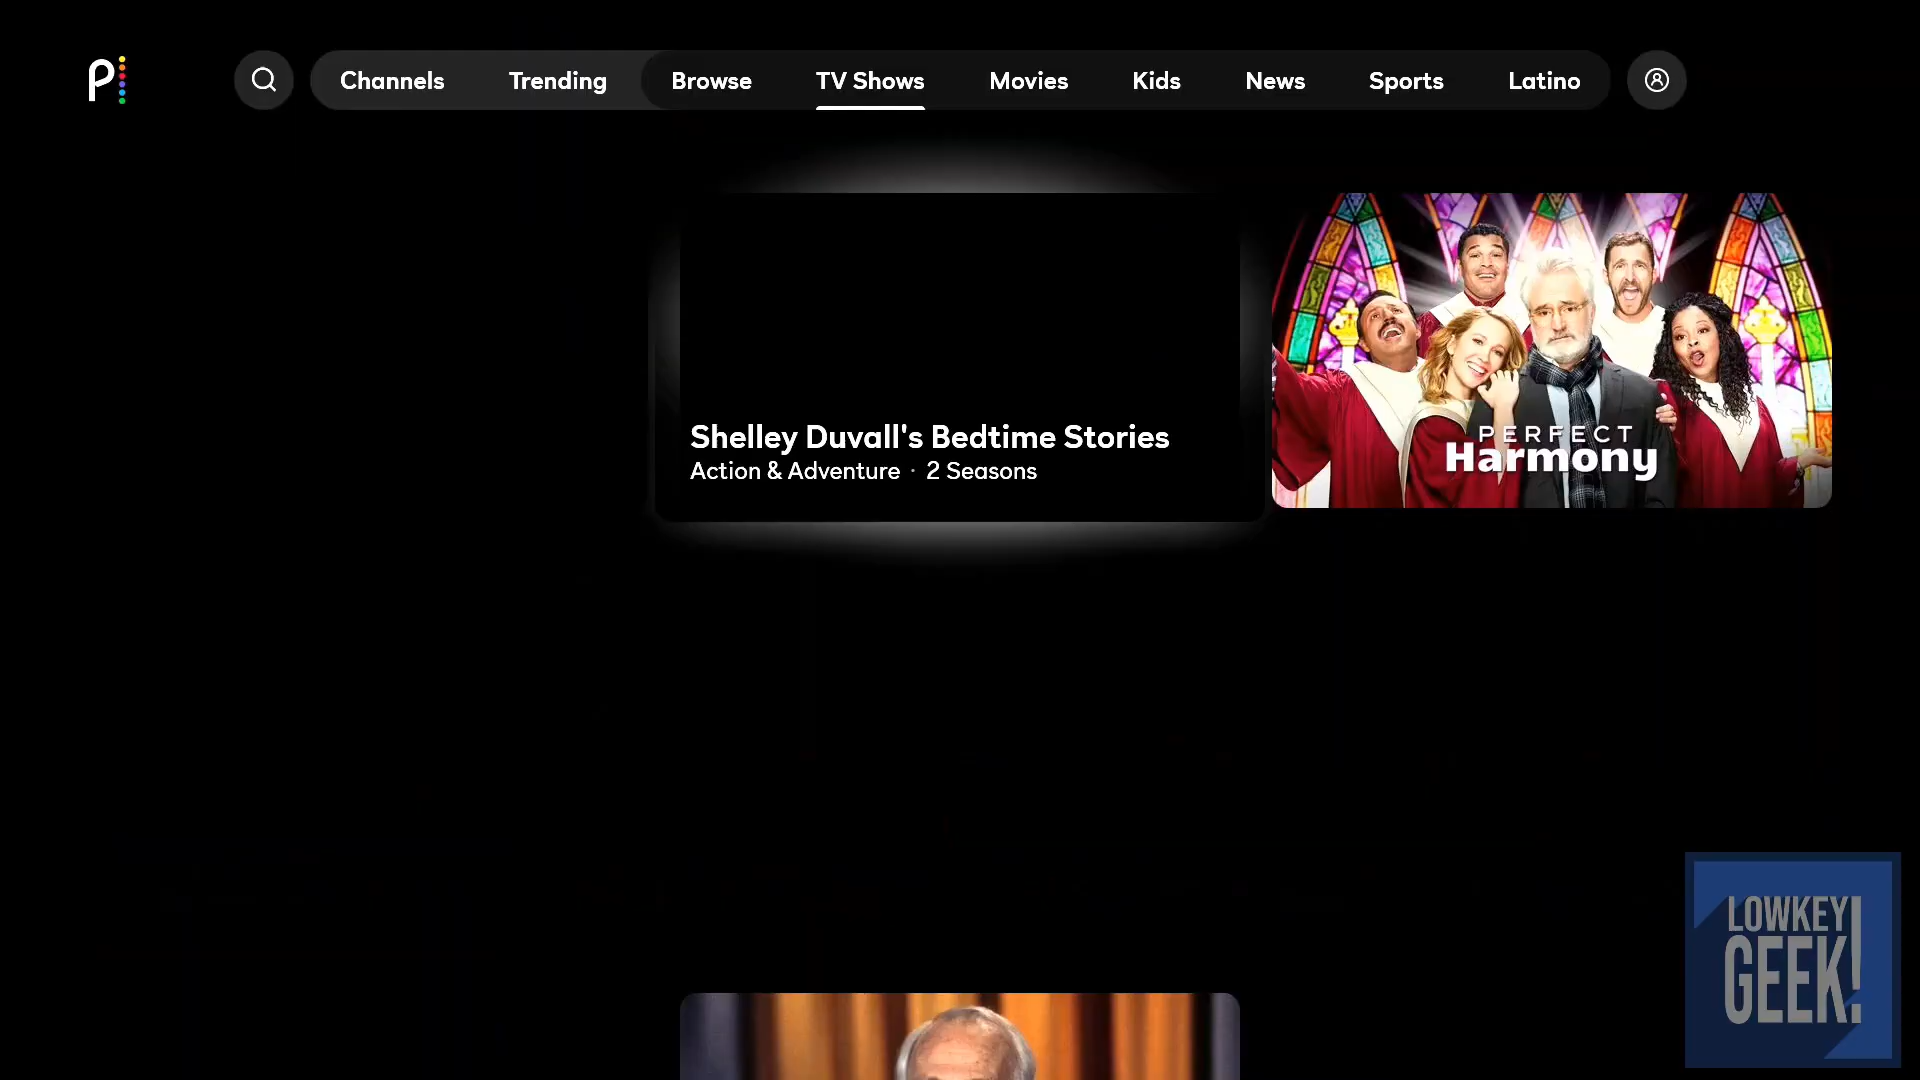 Channels Trending Browse TV Shows Movies Kids News Sports Latino
Shelley Duvall's Bedtime Stories
Action & Adventure · 2 Seasons
PERFECT
Harmony
LOWKEY
GEEK!